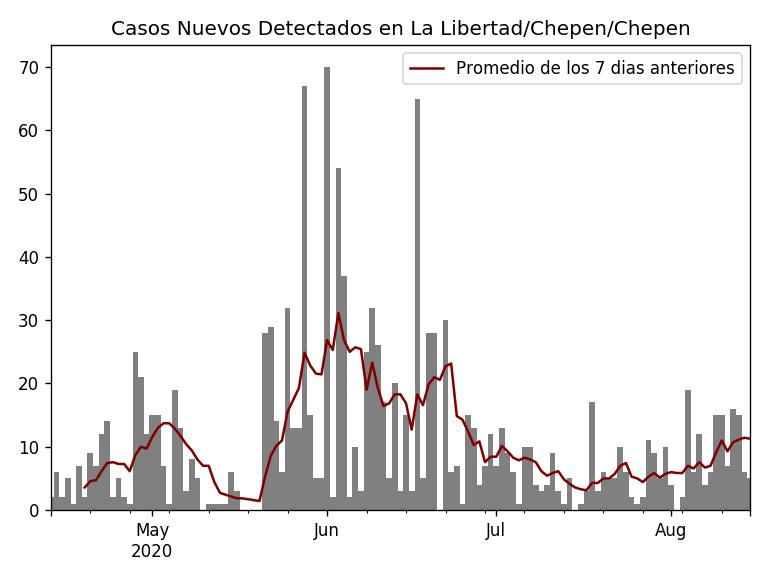 Casos Nuevos Detectados en La Libertad/Chepen/Chepen
Promedio de los 7 dias anteriores
70
60
50
40
30
20
10
0
May
2020
Jun
Jul
Aug